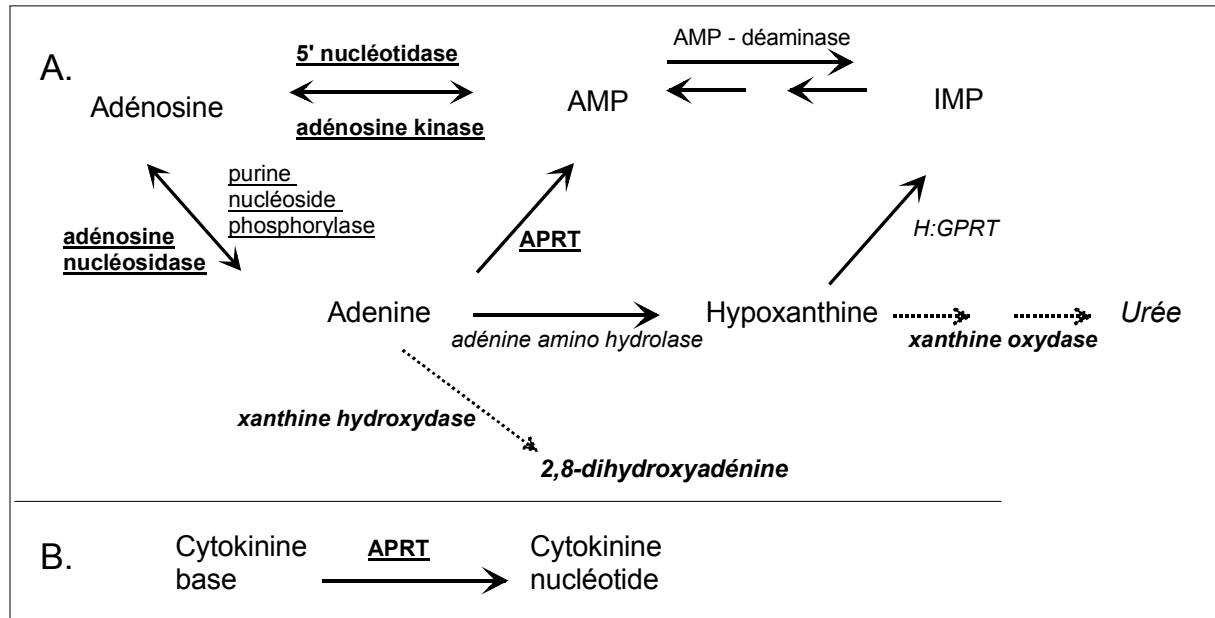 A.
5' nucléotidase
AMP - déaminase
Adénosine
AMP
IMP
adénosine kinase
purine
nucléoside
phosphorylase
adénosine
nucléosidase
APRT
H:GPRT
Adenine
Hypoxanthine
Urée
adénine amino hydrolase
xanthine oxydase
xanthine hydroxydase
2,8-dihydroxyadénine
B.
Cytokinine
base
APRT
Cytokinine
nucléotide